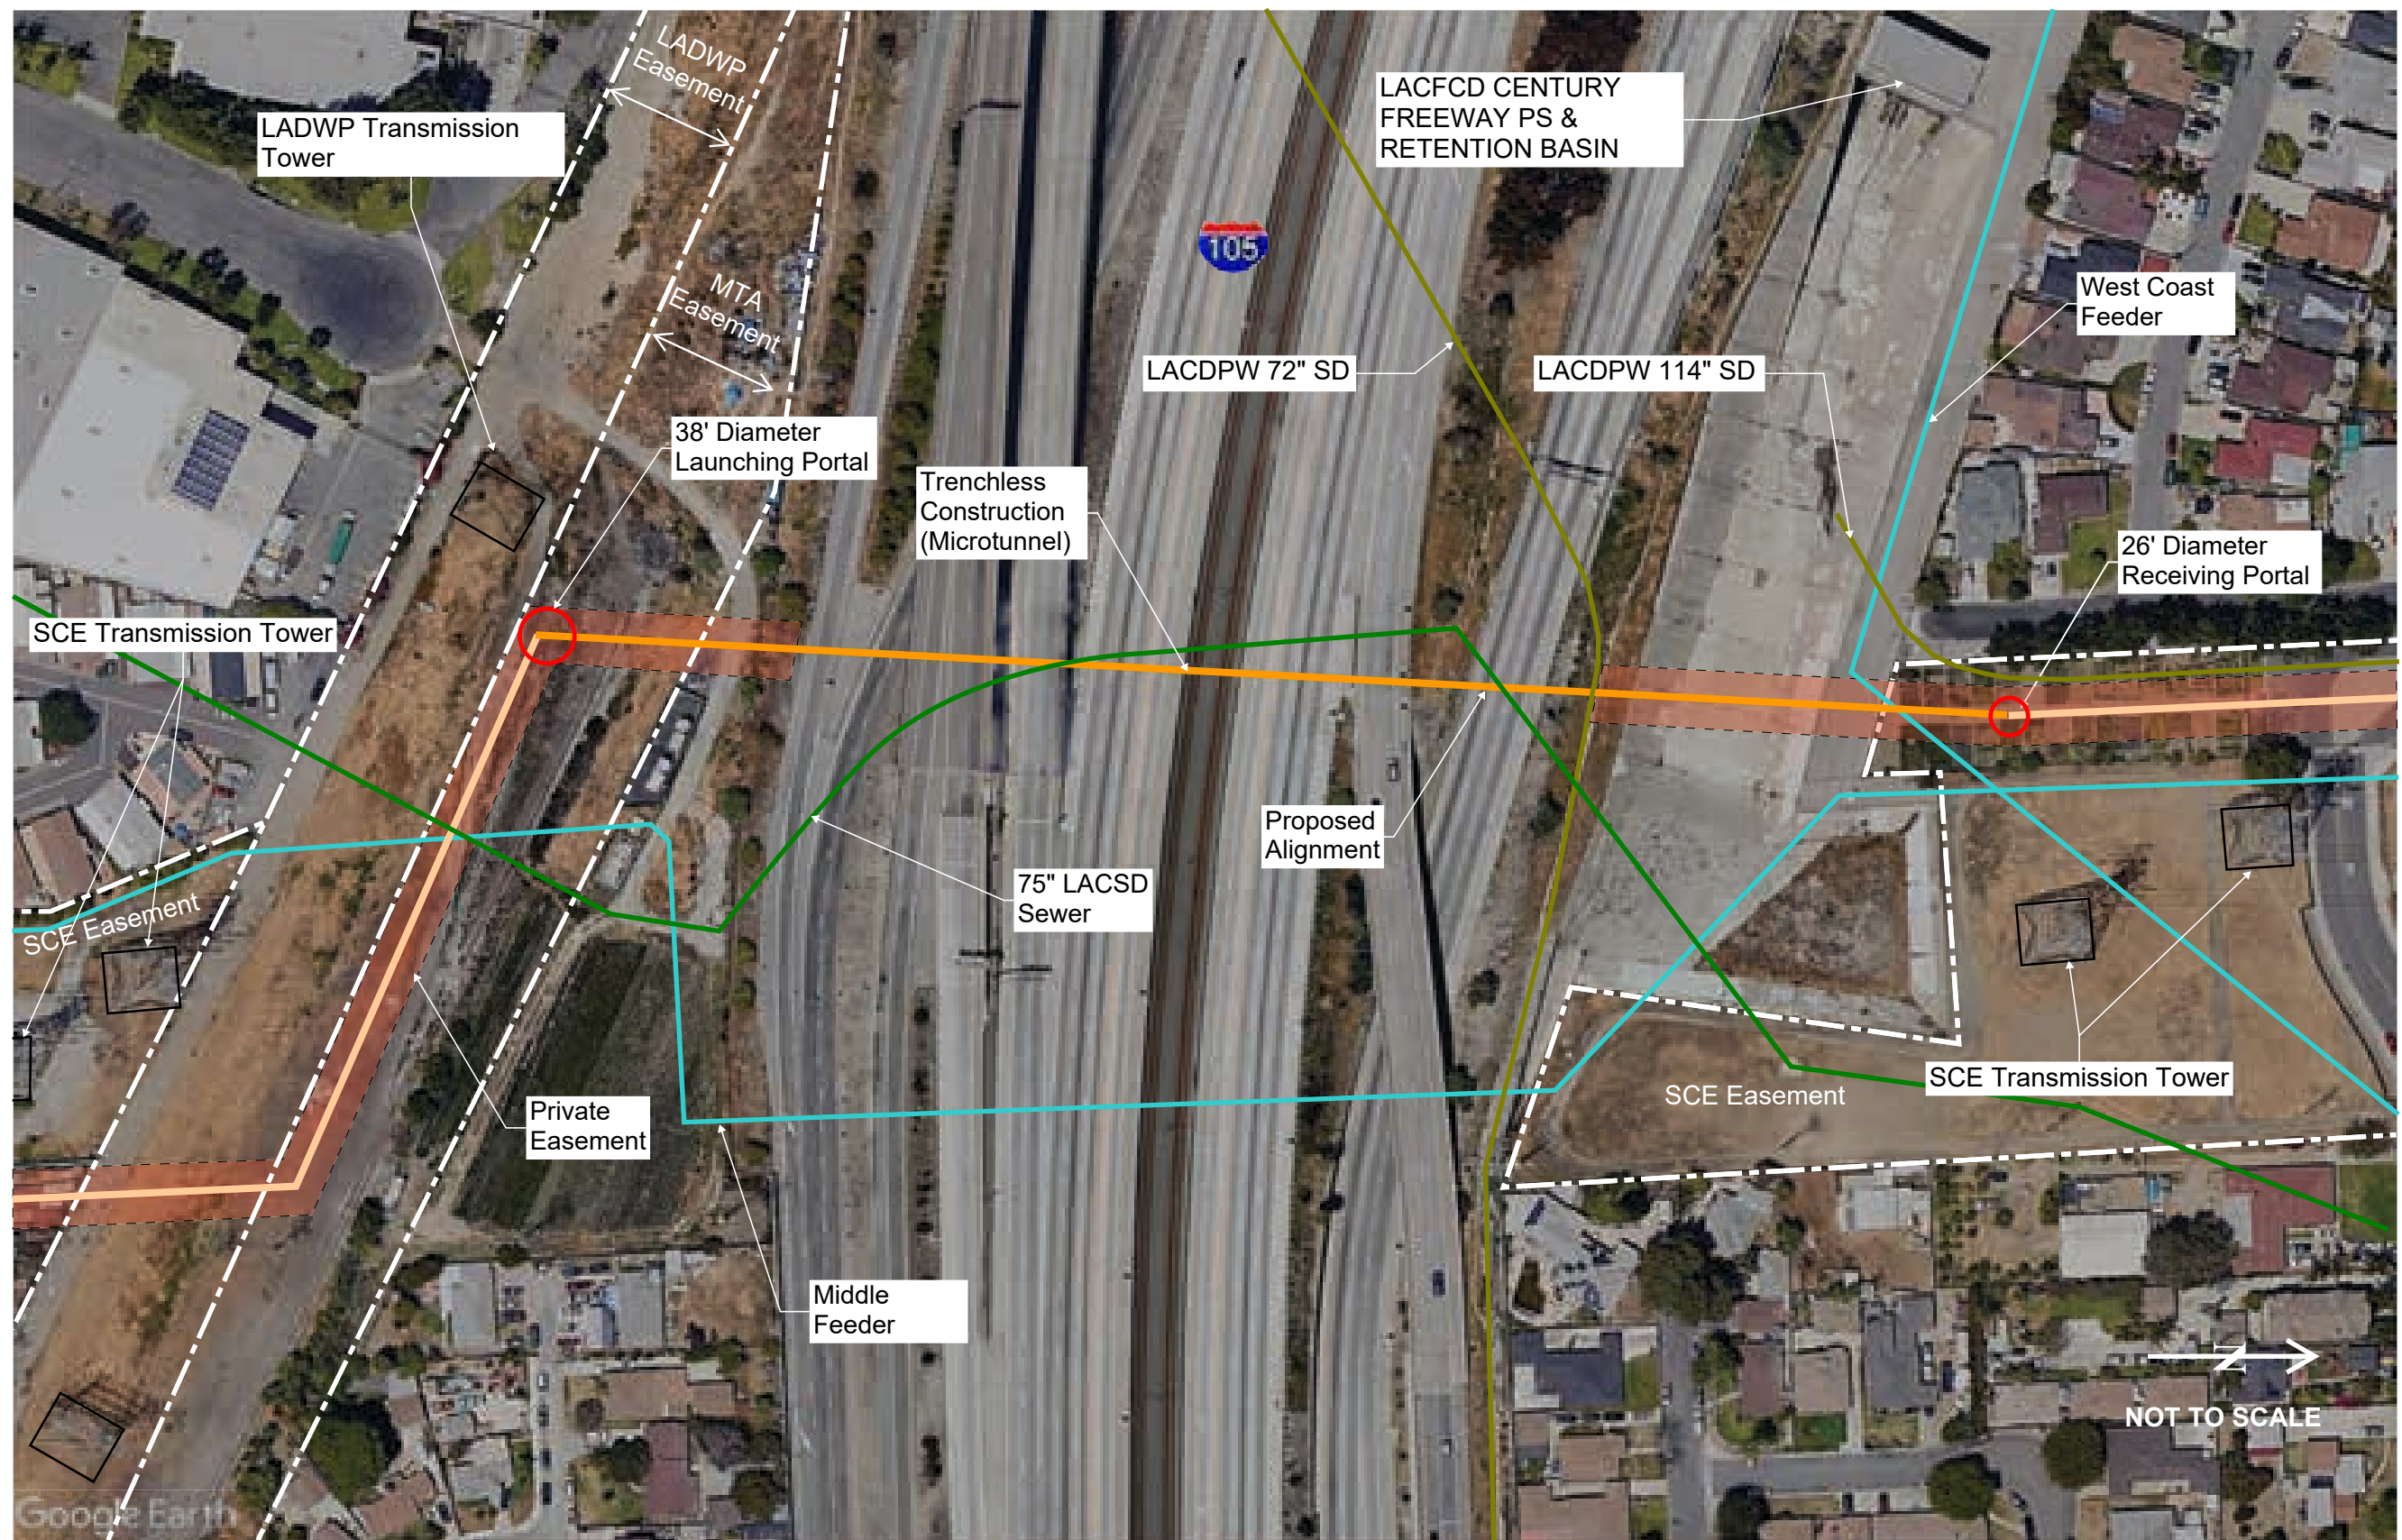 LADWP
Easement
LACFCD CENTURY
FREEWAY PS &
RETENTION BASIN
LADWP Transmission
Tower
105
MTA
Easement
West Coast
Feeder
LACDPW 72" SD
LACDPW 114" SD
38' Diameter
Launching Portal
Trenchless
Construction
(Microtunnel)
26' Diameter
Receiving Portal
SCE Transmission Tower
Proposed
Alignment
75" LACSD
Sewer
SCE Easement
SCE Transmission Tower
SCE Easement
Private
Easement
Middle
Feeder
Z
NOT TO SCALE
Google Earth